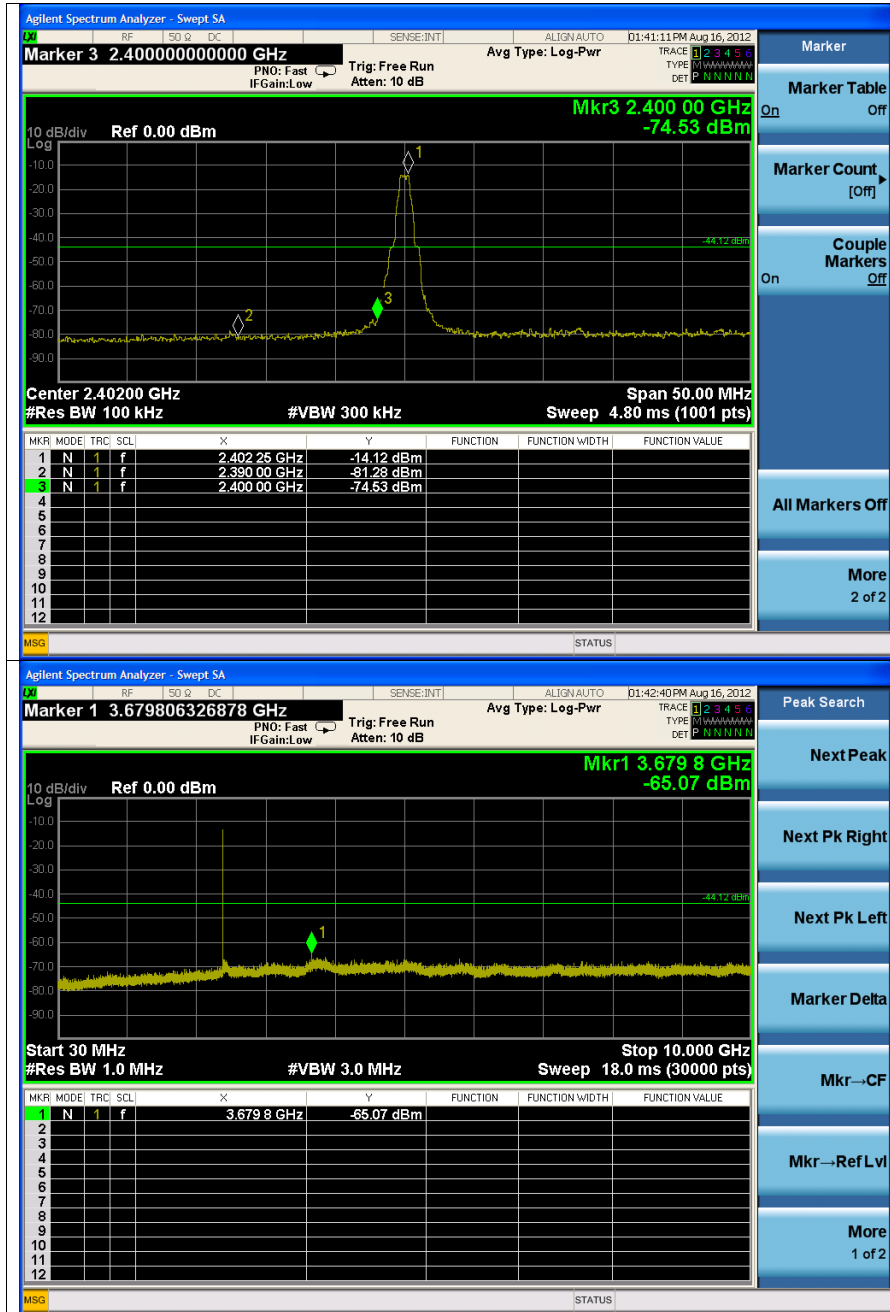 Agilent Spectrum Analyzer - Swept SA
LXI RF 50 Ω DC SENSE:INT ALIGN AUTO 01:41:11 PM Aug 16, 2012
Marker 3 2.400000000000 GHz
PNO: Fast
IFGain:Low
Trig: Free Run
Atten: 10 dB
Avg Type: Log-Pwr
TRACE 1 2 3 4 5 6
TYPE M WWWWW
DET P N N N N N
Mkr3 2.400 00 GHz
-74.53 dBm
10 dB/div Ref 0.00 dBm
Log
-10.0
-20.0
-30.0
-40.0
-50.0
-60.0
-70.0
-80.0
-90.0
1
2
3
-44.12 dBm
Center 2.40200 GHz Span 50.00 MHz
#Res BW 100 kHz #VBW 300 kHz Sweep 4.80 ms (1001 pts)
MKR MODE TRC SCL X Y FUNCTION FUNCTION WIDTH FUNCTION VALUE
1 N 1 f 2.402 25 GHz -14.12 dBm
2 N 1 f 2.390 00 GHz -81.28 dBm
3 N 1 f 2.400 00 GHz -74.53 dBm
4
5
6
7
8
9
10
11
12
MSG STATUS
Marker
Marker Table
On Off
Marker Count
[Off]
Couple
Markers
On Off
All Markers Off
More
2 of 2
Agilent Spectrum Analyzer - Swept SA
LXI RF 50 Ω DC SENSE:INT ALIGN AUTO 01:42:40 PM Aug 16, 2012
Marker 1 3.679806326878 GHz
PNO: Fast
IFGain:Low
Trig: Free Run
Atten: 10 dB
Avg Type: Log-Pwr
TRACE 1 2 3 4 5 6
TYPE M WWWWW
DET P N N N N N
Mkr1 3.679 8 GHz
-65.07 dBm
10 dB/div Ref 0.00 dBm
Log
-10.0
-20.0
-30.0
-40.0
-50.0
-60.0
-70.0
-80.0
-90.0
1
-44.12 dBm
Start 30 MHz Stop 10.000 GHz
#Res BW 1.0 MHz #VBW 3.0 MHz Sweep 18.0 ms (30000 pts)
MKR MODE TRC SCL X Y FUNCTION FUNCTION WIDTH FUNCTION VALUE
1 N 1 f 3.679 8 GHz -65.07 dBm
2
3
4
5
6
7
8
9
10
11
12
MSG STATUS
Peak Search
Next Peak
Next Pk Right
Next Pk Left
Marker Delta
Mkr→CF
Mkr→Ref Lvl
More
1 of 2